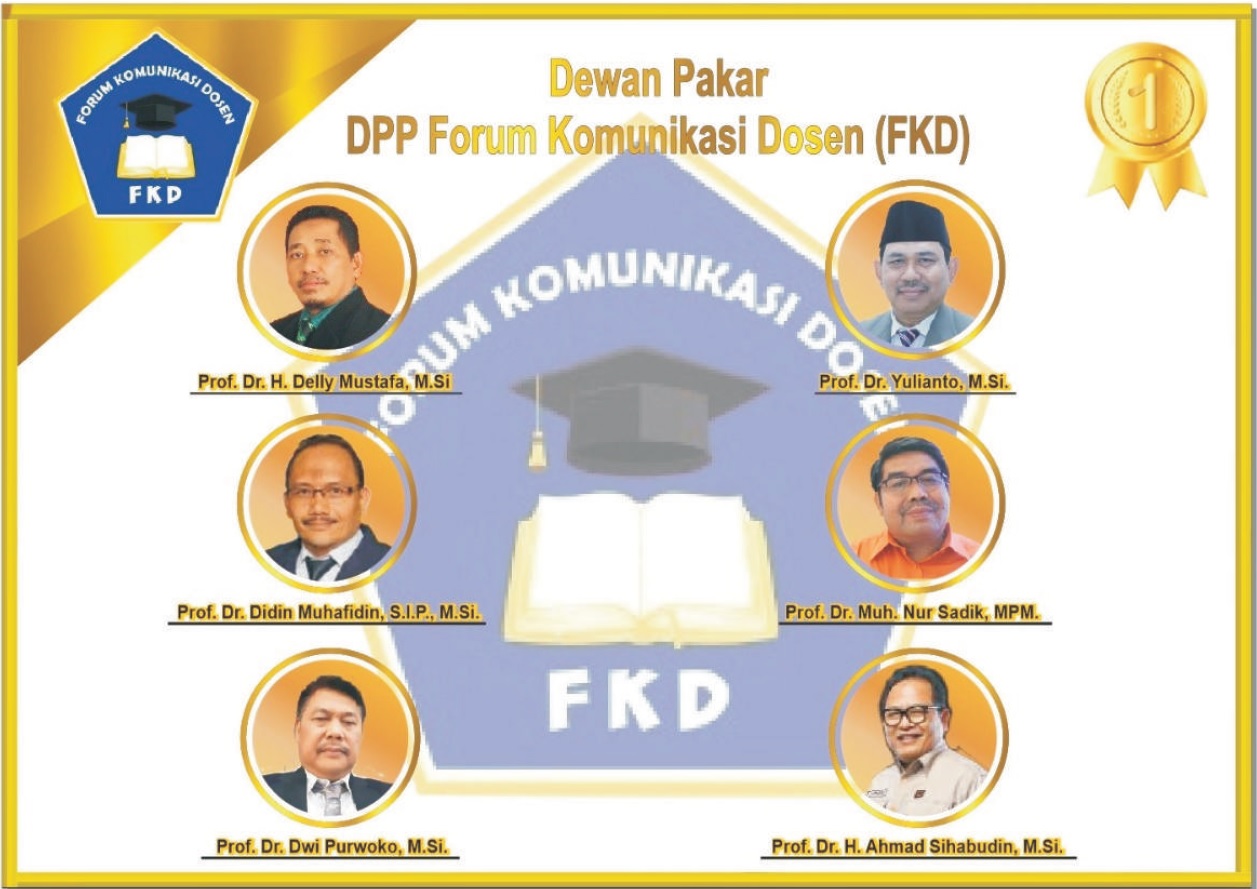 FORUM KOMUNIKASI DOSEN
FKD
Dewan Pakar
DPP Forum Komunikasi Dosen (FKD)
1
FORUM KOMUNIKASI DOSEN
Prof. Dr. H. Delly Mustafa, M.Si
Prof. Dr. Yulianto, M.Si.
Prof. Dr. Didin Muhafidin, S.I.P., M.Si.
Prof. Dr. Muh. Nur Sadik, MPM.
FKD
Prof. Dr. Dwi Purwoko, M.Si.
Prof. Dr. H. Ahmad Sihabudin, M.Si.